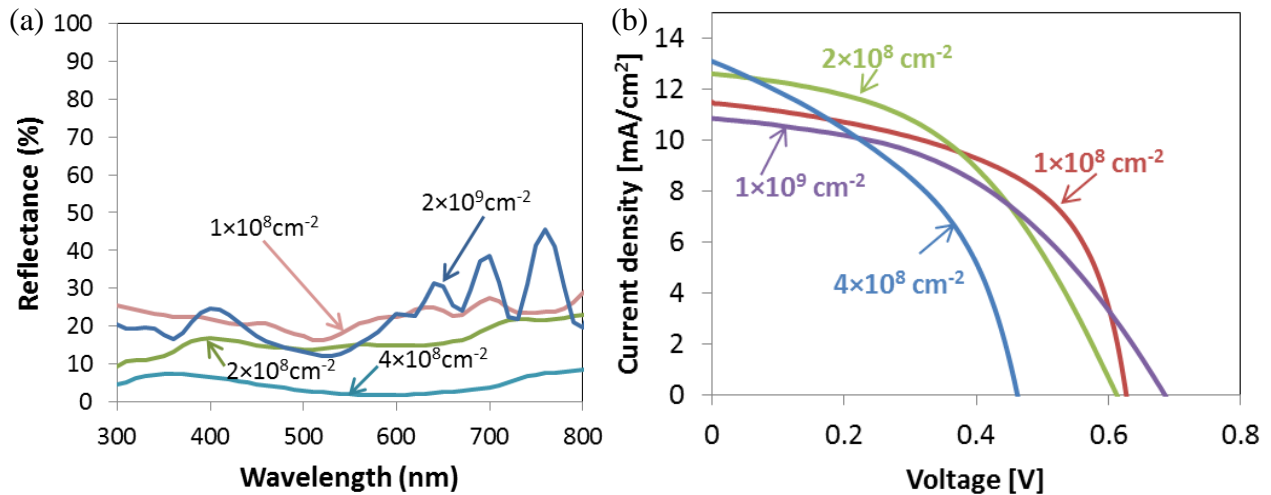 (a)
100
90
80
70
60
50
40
30
20
10
0
Reflectance (%)
1×10⁸cm⁻²
2×10⁹cm⁻²
2×10⁸cm⁻²
4×10⁸cm⁻²
300 400 500 600 700 800
Wavelength (nm)
(b)
14
12
10
8
6
4
2
0
Current density [mA/cm²]
2×10⁸ cm⁻²
1×10⁸ cm⁻²
1×10⁹ cm⁻²
4×10⁸ cm⁻²
0 0.2 0.4 0.6 0.8
Voltage [V]